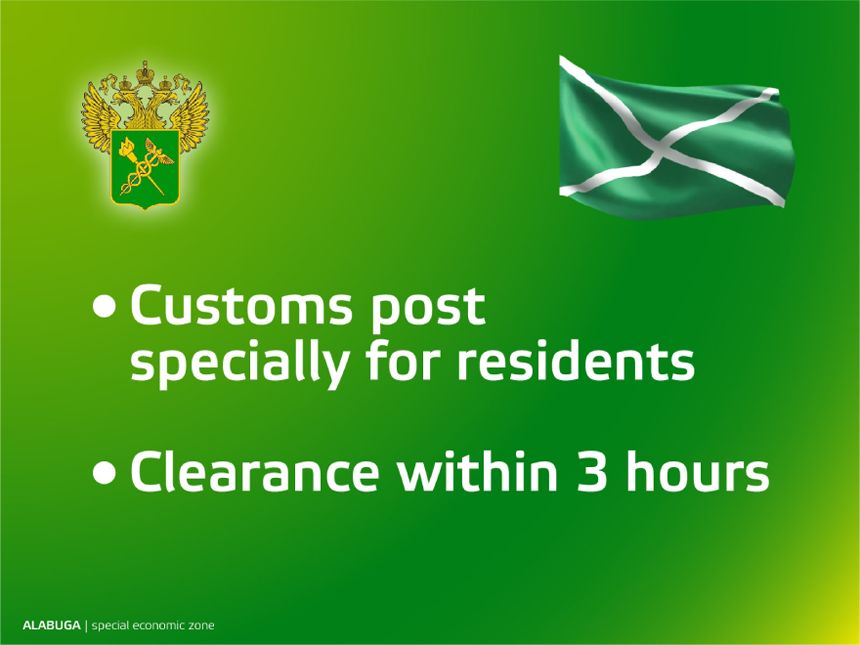 • Customs post
specially for residents
• Clearance within 3 hours
ALABUGA | special economic zone